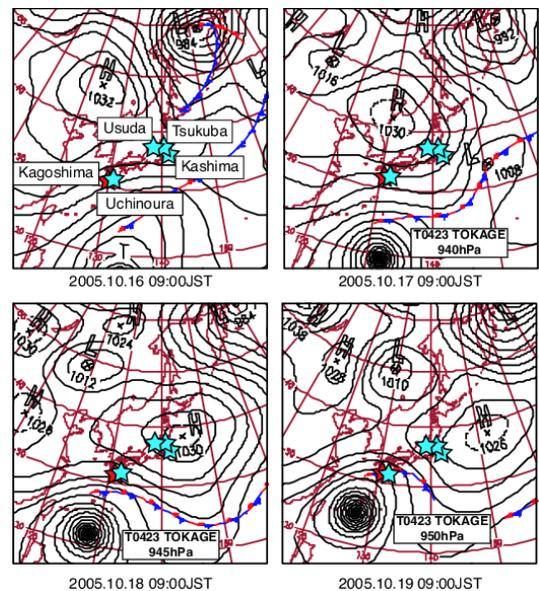 984
H
1032
Usuda
Tsukuba
Kashima
Kagoshima
Uchinoura
T
2005.10.16 09:00JST
H
L
992
1016
H
1030
L
1008
T0423 TOKAGE
940hPa
140
2005.10.17 09:00JST
H
1024
984
1030
L
1012
H
1028
H
1030
T0423 TOKAGE
945hPa
2005.10.18 09:00JST
1038
H
1028
L
1010
H
1026
T0423 TOKAGE
950hPa
2005.10.19 09:00JST